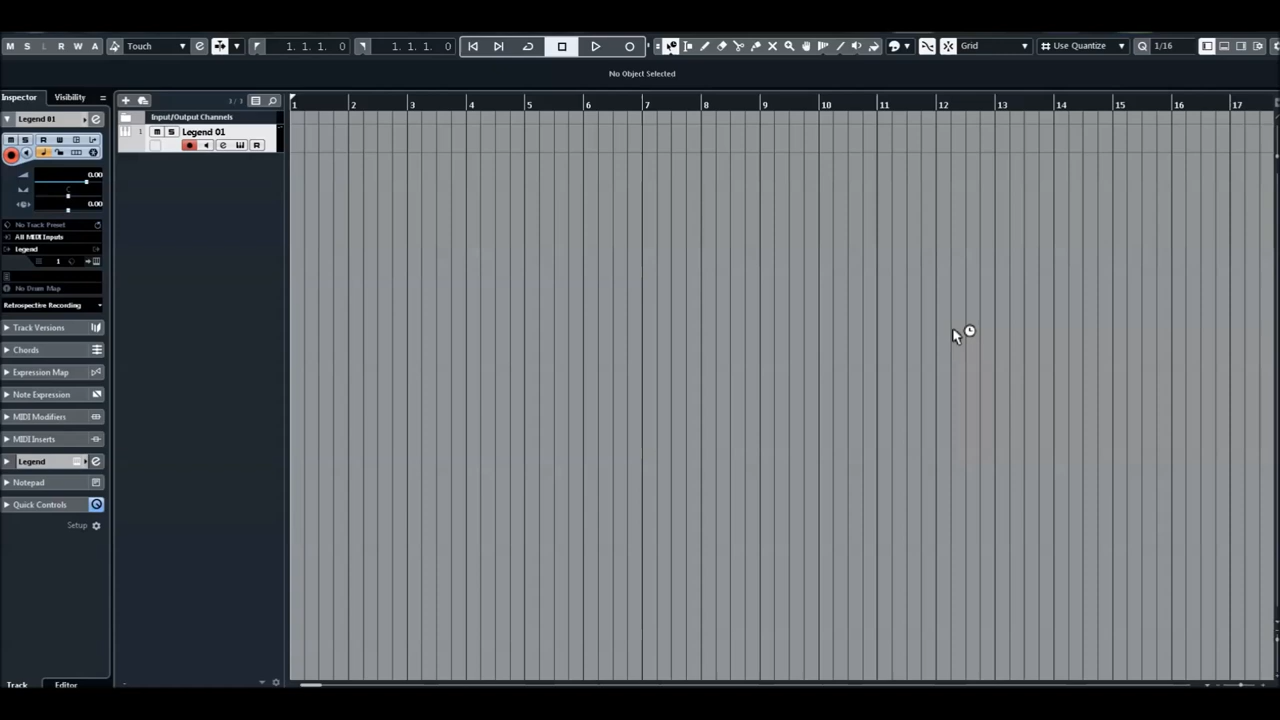 M S L R W A Touch 1. 1. 1. 0 1. 1. 1. 0 Grid Use Quantize Q 1/16
No Object Selected
Inspector Visibility 3 / 3 1 2 3 4 5 6 7 8 9 10 11 12 13 14 15 16 17
Input/Output Channels
Legend 01
1 m S Legend 01
m S R W
e W R
0.00
C
0.00
No Track Preset
All MIDI Inputs
Legend
1
No Drum Map
Retrospective Recording
Track Versions
Chords
Expression Map
Note Expression
MIDI Modifiers
MIDI Inserts
Legend
Notepad
Quick Controls
Setup
Track Editor